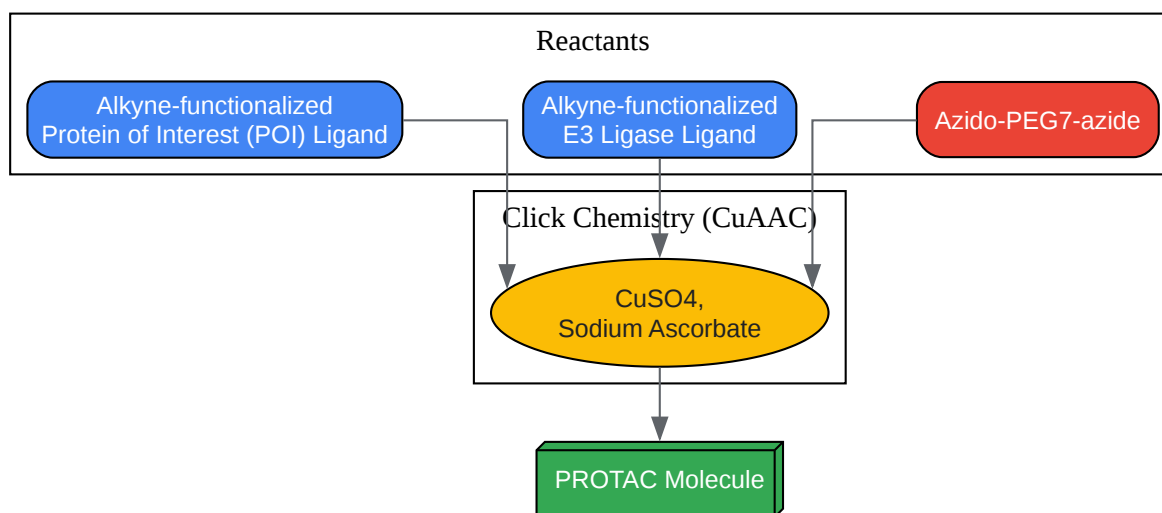 Reactants
Alkyne-functionalized
Protein of Interest (POI) Ligand
Alkyne-functionalized
E3 Ligase Ligand
Azido-PEG7-azide
Click Chemistry (CuAAC)
CuSO4,
Sodium Ascorbate
PROTAC Molecule